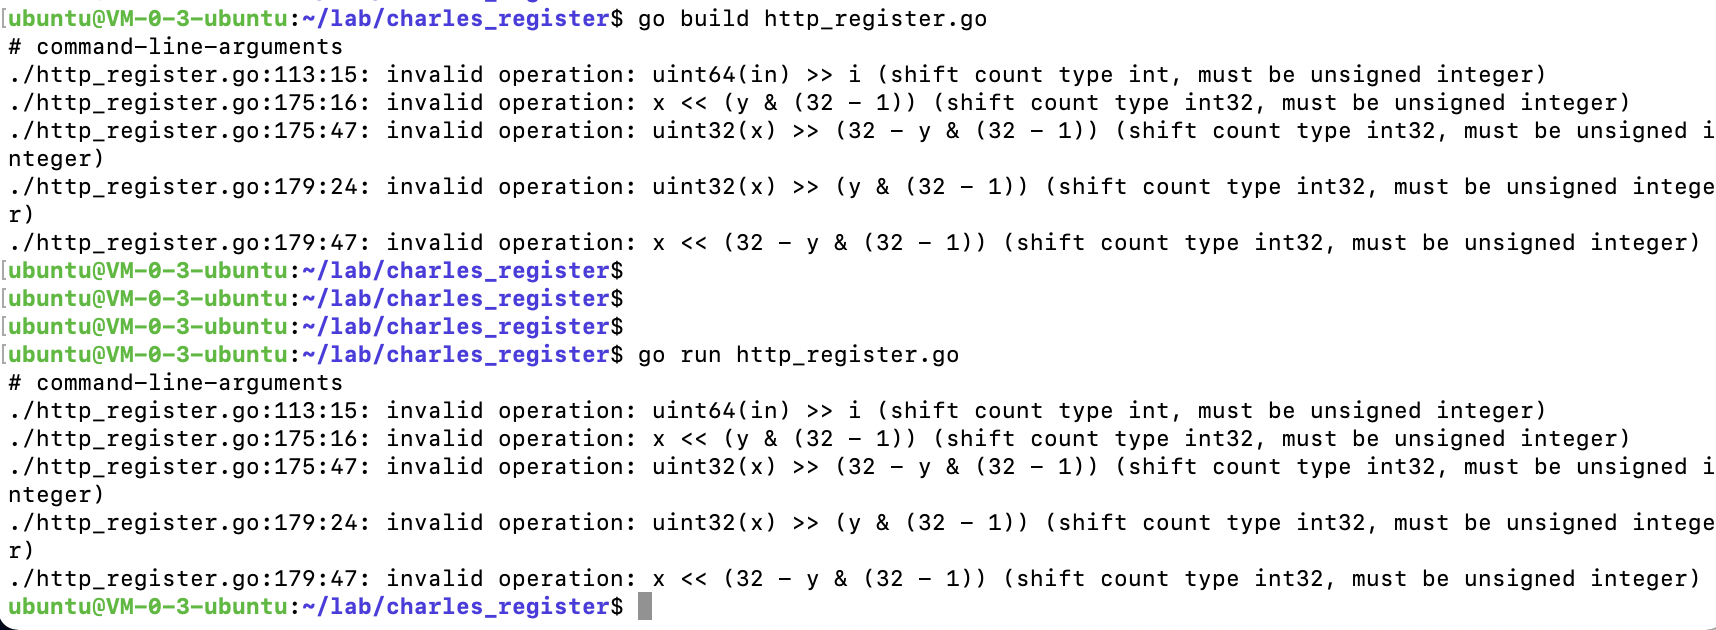 [ubuntu@VM-0-3-ubuntu:~/lab/charles_register$ go build http_register.go
# command-line-arguments
./http_register.go:113:15: invalid operation: uint64(in) >> i (shift count type int, must be unsigned integer)
./http_register.go:175:16: invalid operation: x << (y & (32 - 1)) (shift count type int32, must be unsigned integer)
./http_register.go:175:47: invalid operation: uint32(x) >> (32 - y & (32 - 1)) (shift count type int32, must be unsigned i
nteger)
./http_register.go:179:24: invalid operation: uint32(x) >> (y & (32 - 1)) (shift count type int32, must be unsigned intege
r)
./http_register.go:179:47: invalid operation: x << (32 - y & (32 - 1)) (shift count type int32, must be unsigned integer)
[ubuntu@VM-0-3-ubuntu:~/lab/charles_register$
[ubuntu@VM-0-3-ubuntu:~/lab/charles_register$
[ubuntu@VM-0-3-ubuntu:~/lab/charles_register$
[ubuntu@VM-0-3-ubuntu:~/lab/charles_register$ go run http_register.go
# command-line-arguments
./http_register.go:113:15: invalid operation: uint64(in) >> i (shift count type int, must be unsigned integer)
./http_register.go:175:16: invalid operation: x << (y & (32 - 1)) (shift count type int32, must be unsigned integer)
./http_register.go:175:47: invalid operation: uint32(x) >> (32 - y & (32 - 1)) (shift count type int32, must be unsigned i
nteger)
./http_register.go:179:24: invalid operation: uint32(x) >> (y & (32 - 1)) (shift count type int32, must be unsigned intege
r)
./http_register.go:179:47: invalid operation: x << (32 - y & (32 - 1)) (shift count type int32, must be unsigned integer)
ubuntu@VM-0-3-ubuntu:~/lab/charles_register$